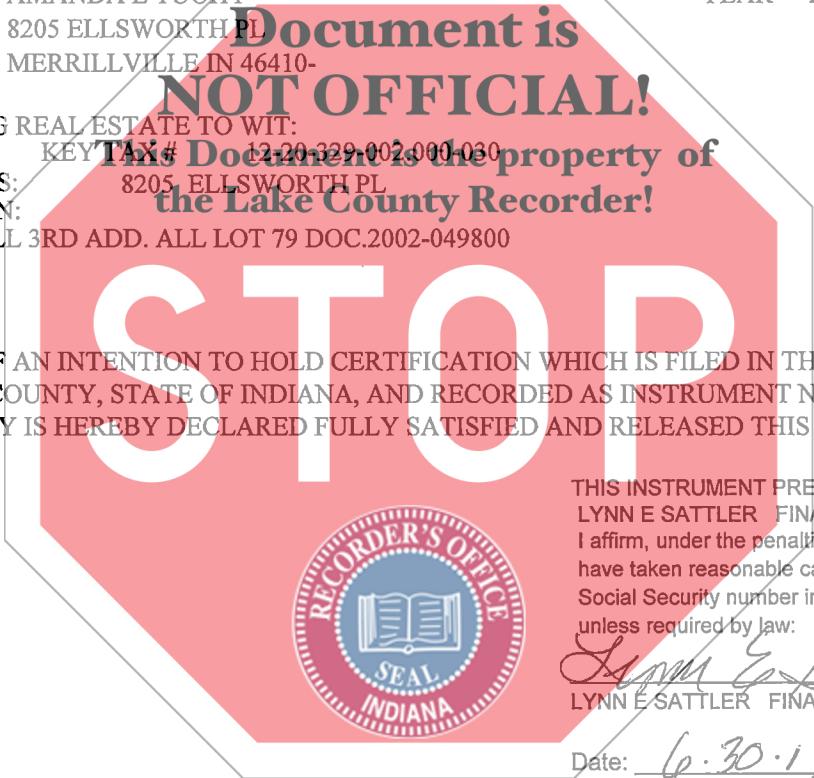 AMANDA E
8205 ELLSWORTH PL
MERRILLVILLE IN 46410-
Document is
NOT OFFICIAL!
This Document is the property of
the Lake County Recorder!
G REAL ESTATE TO WIT:
KEY TAX # 12-20-329-002.000-030
S: 8205 ELLSWORTH PL
N:
LL 3RD ADD. ALL LOT 79 DOC.2002-049800
STOP
F AN INTENTION TO HOLD CERTIFICATION WHICH IS FILED IN TH
COUNTY, STATE OF INDIANA, AND RECORDED AS INSTRUMENT N
Y IS HEREBY DECLARED FULLY SATISFIED AND RELEASED THIS
THIS INSTRUMENT PRE
LYNN E SATTLER FINA
I affirm, under the penalti
have taken reasonable ca
Social Security number in
unless required by law:
LYNN E SATTLER FINA
Date: 6.30.1
RECORDER'S OFFICE
SEAL
INDIANA